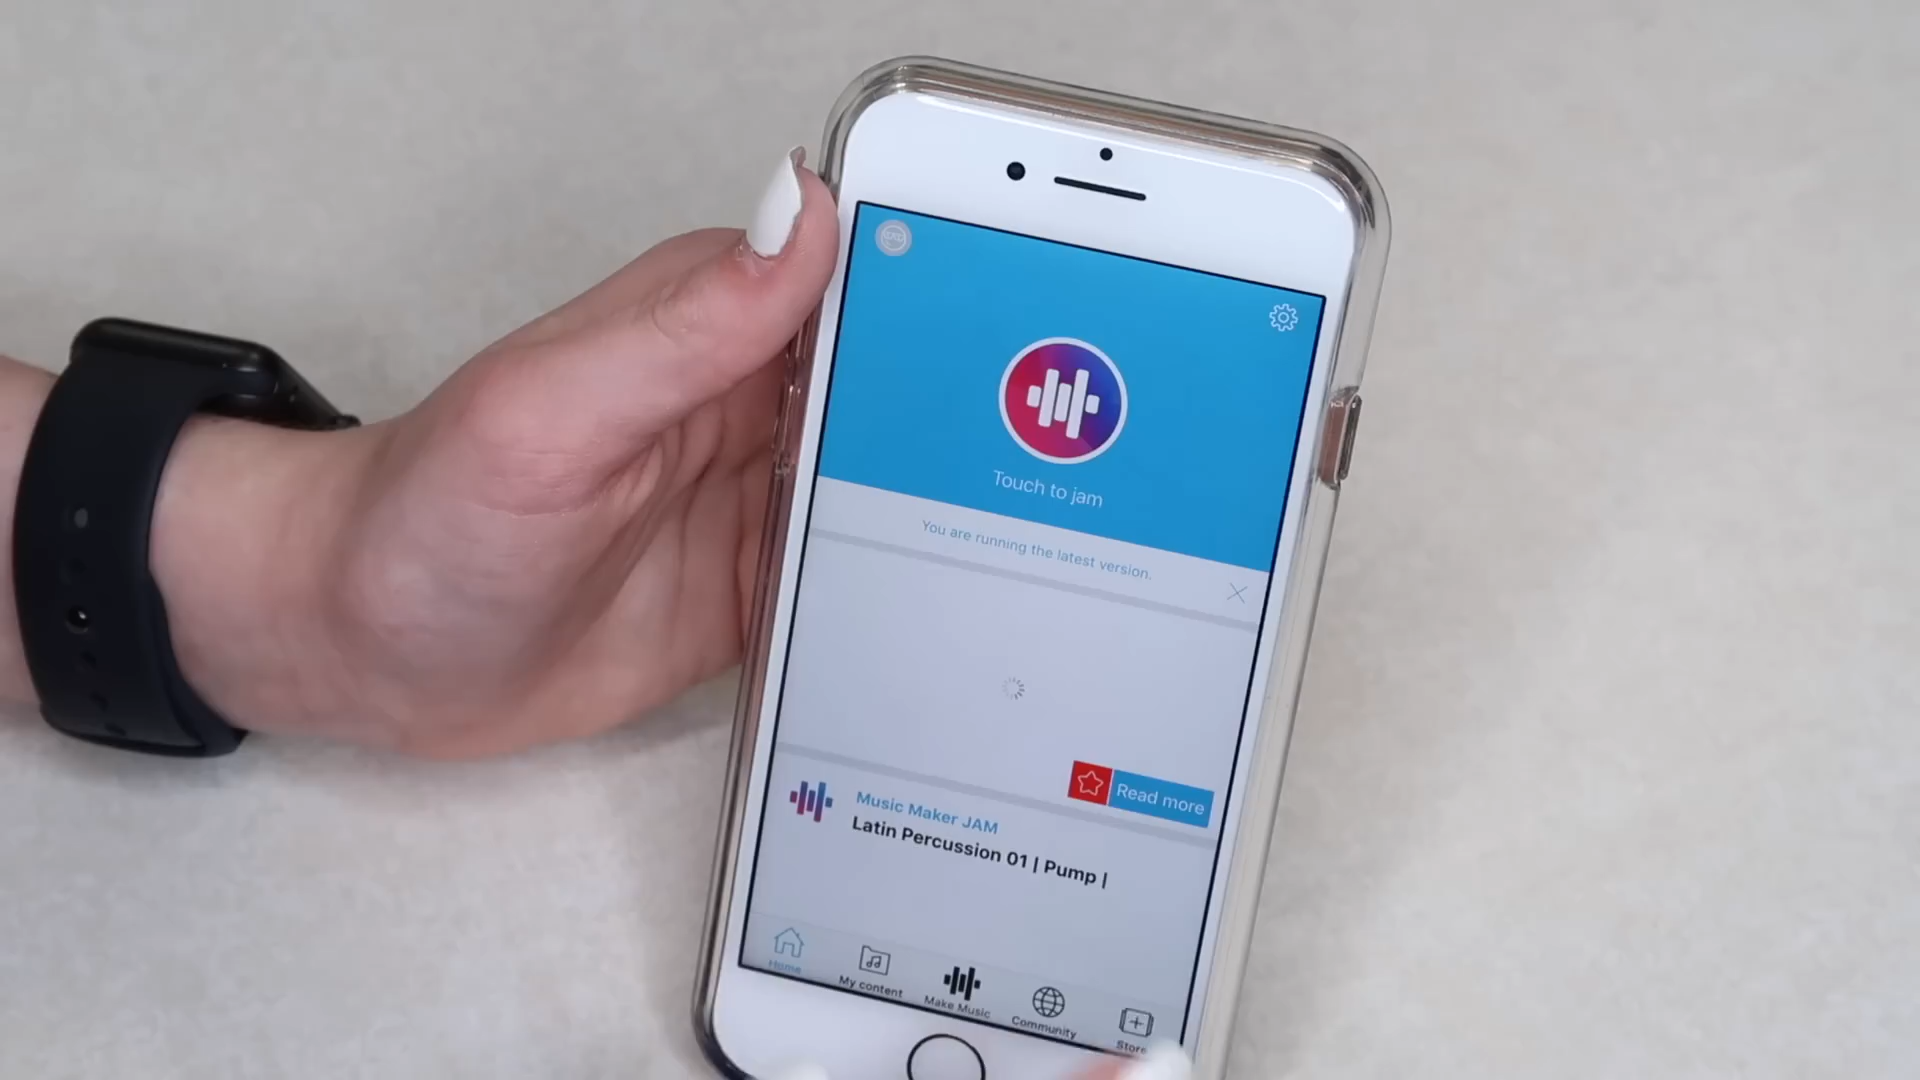 Touch to jam
You are running the latest version.
Read more
Music Maker JAM
Latin Percussion 01 | Pump |
Home
My content
Make Music
Community
Store